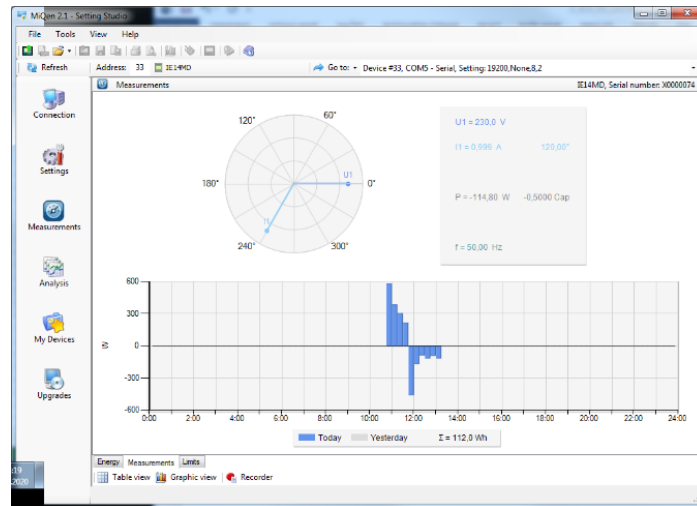 MiQen 2.1 - Setting Studio
File Tools View Help
Refresh Address: 33 IE14MD Go to: Device #33, COM5 - Serial, Setting: 19200,None,8,2
Measurements IE14MD, Serial number: X0000074
Connection
Settings
Measurements
Analysis
My Devices
Upgrades
120° 60°
180° U1 0°
I1
240° 300°
U1 = 230,0 V
I1 = 0,996 A 120,00°
P = -114,80 W -0,5000 Cap
f = 50,00 Hz
600
300
0
-300
-600
W
0:00 2:00 4:00 6:00 8:00 10:00 12:00 14:00 16:00 18:00 20:00 22:00 24:00
Today Yesterday Σ = 112,0 Wh
Energy Measurements Limits
Table view Graphic view Recorder
:19
2020